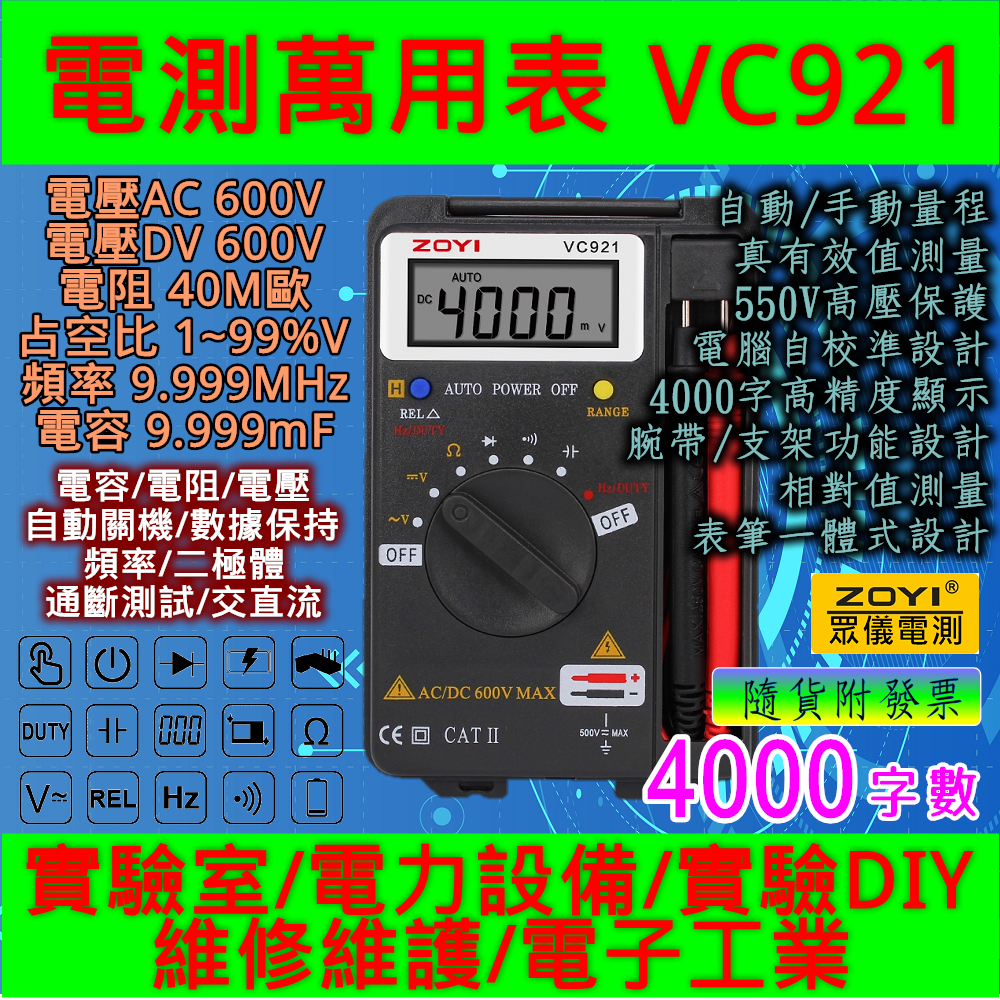 電測萬用表 VC921
電壓AC 600V
電壓DV 600V
電阻 40M歐
占空比 1~99%V
頻率 9.999MHz
電容 9.999mF
電容/電阻/電壓
自動關機/數據保持
頻率/二極體
通斷測試/交直流
自動/手動量程
真有效值測量
550V高壓保護
電腦自校準設計
4000字高精度顯示
腕帶/支架功能設計
相對值測量
表筆一體式設計
ZOYI VC921
AUTO
DC 4000 m V
H AUTO POWER OFF
REL△ RANGE
Hz/DUTY
Ω
⎓V
Hz/DUTY
~V
OFF OFF
AC/DC 600V MAX + −
CE CAT II
500V MAX
ZOYI®
眾儀電測
隨貨附發票
4000字數
DUTY 000 Ω
V≂ REL Hz
實驗室/電力設備/實驗DIY
維修維護/電子工業